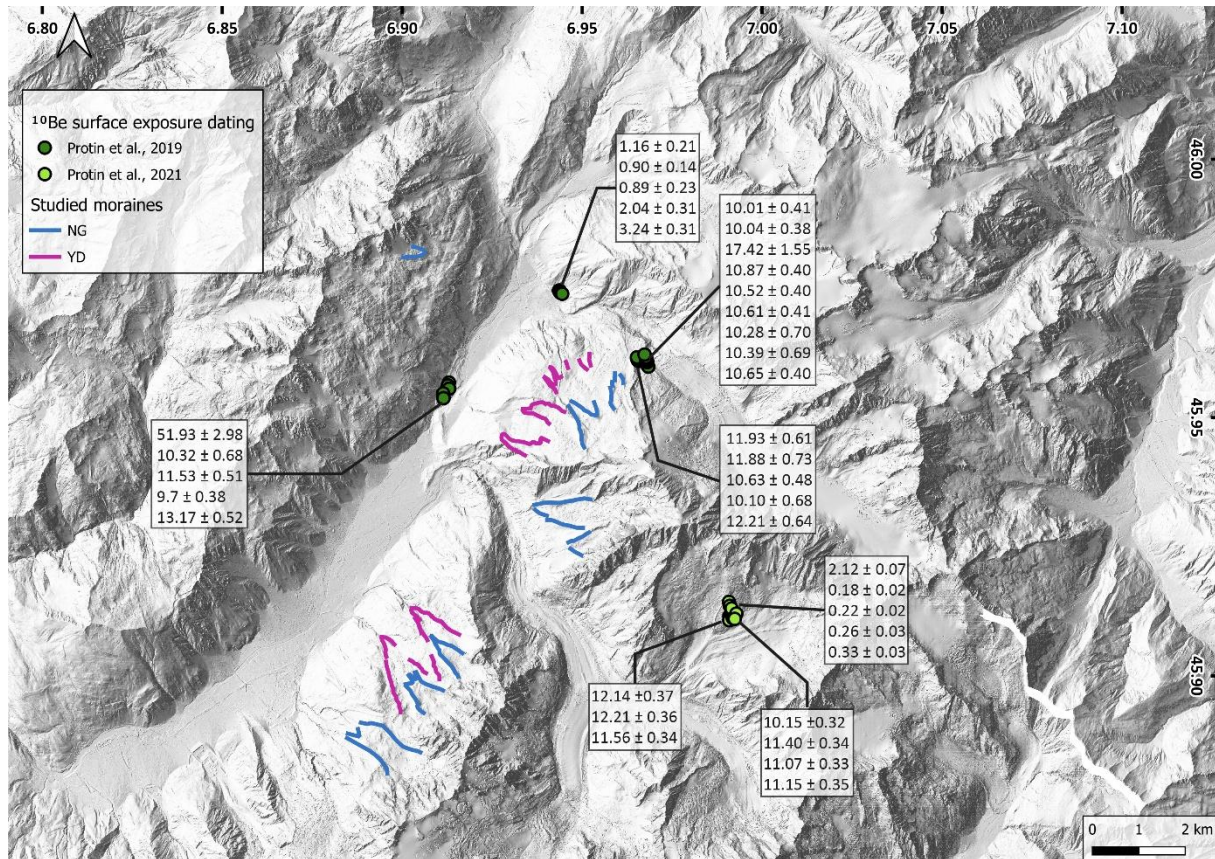 6.80 6.85 6.90 6.95 7.00 7.05 7.10
¹⁰Be surface exposure dating
Protin et al., 2019
Protin et al., 2021
Studied moraines
NG
YD
1.16 ± 0.21
0.90 ± 0.14
0.89 ± 0.23
2.04 ± 0.31
3.24 ± 0.31
10.01 ± 0.41
10.04 ± 0.38
17.42 ± 1.55
10.87 ± 0.40
10.52 ± 0.40
10.61 ± 0.41
10.28 ± 0.70
10.39 ± 0.69
10.65 ± 0.40
46.00
45.95
45.90
51.93 ± 2.98
10.32 ± 0.68
11.53 ± 0.51
9.7 ± 0.38
13.17 ± 0.52
11.93 ± 0.61
11.88 ± 0.73
10.63 ± 0.48
10.10 ± 0.68
12.21 ± 0.64
2.12 ± 0.07
0.18 ± 0.02
0.22 ± 0.02
0.26 ± 0.03
0.33 ± 0.03
12.14 ±0.37
12.21 ± 0.36
11.56 ± 0.34
10.15 ±0.32
11.40 ± 0.34
11.07 ± 0.33
11.15 ± 0.35
0 1 2 km